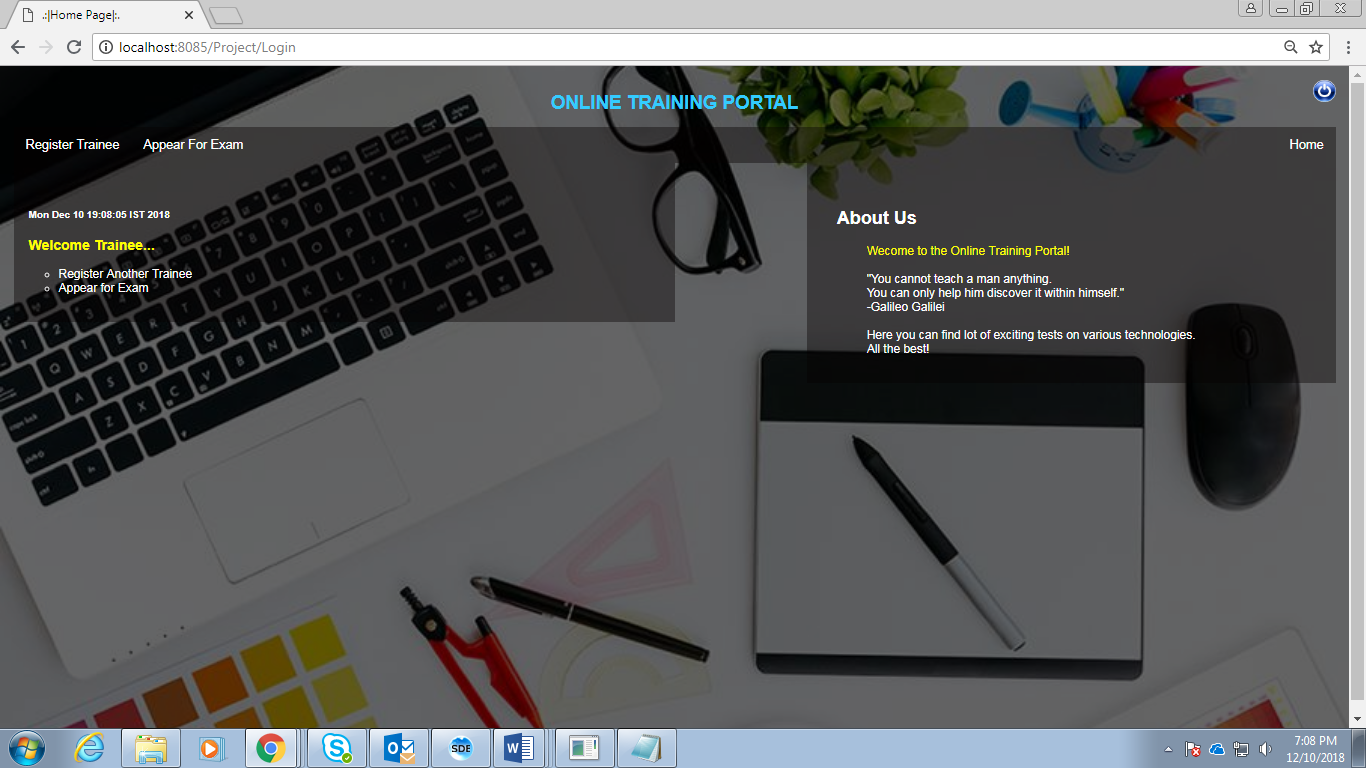 .:|Home Page|:.
localhost:8085/Project/Login
ONLINE TRAINING PORTAL
Register Trainee Appear For Exam Home
Mon Dec 10 19:08:05 IST 2018
Welcome Trainee...
Register Another Trainee
Appear for Exam
About Us
Wecome to the Online Training Portal!
"You cannot teach a man anything.
You can only help him discover it within himself."
-Galileo Galilei
Here you can find lot of exciting tests on various technologies.
All the best!
SDE
7:08 PM
12/10/2018